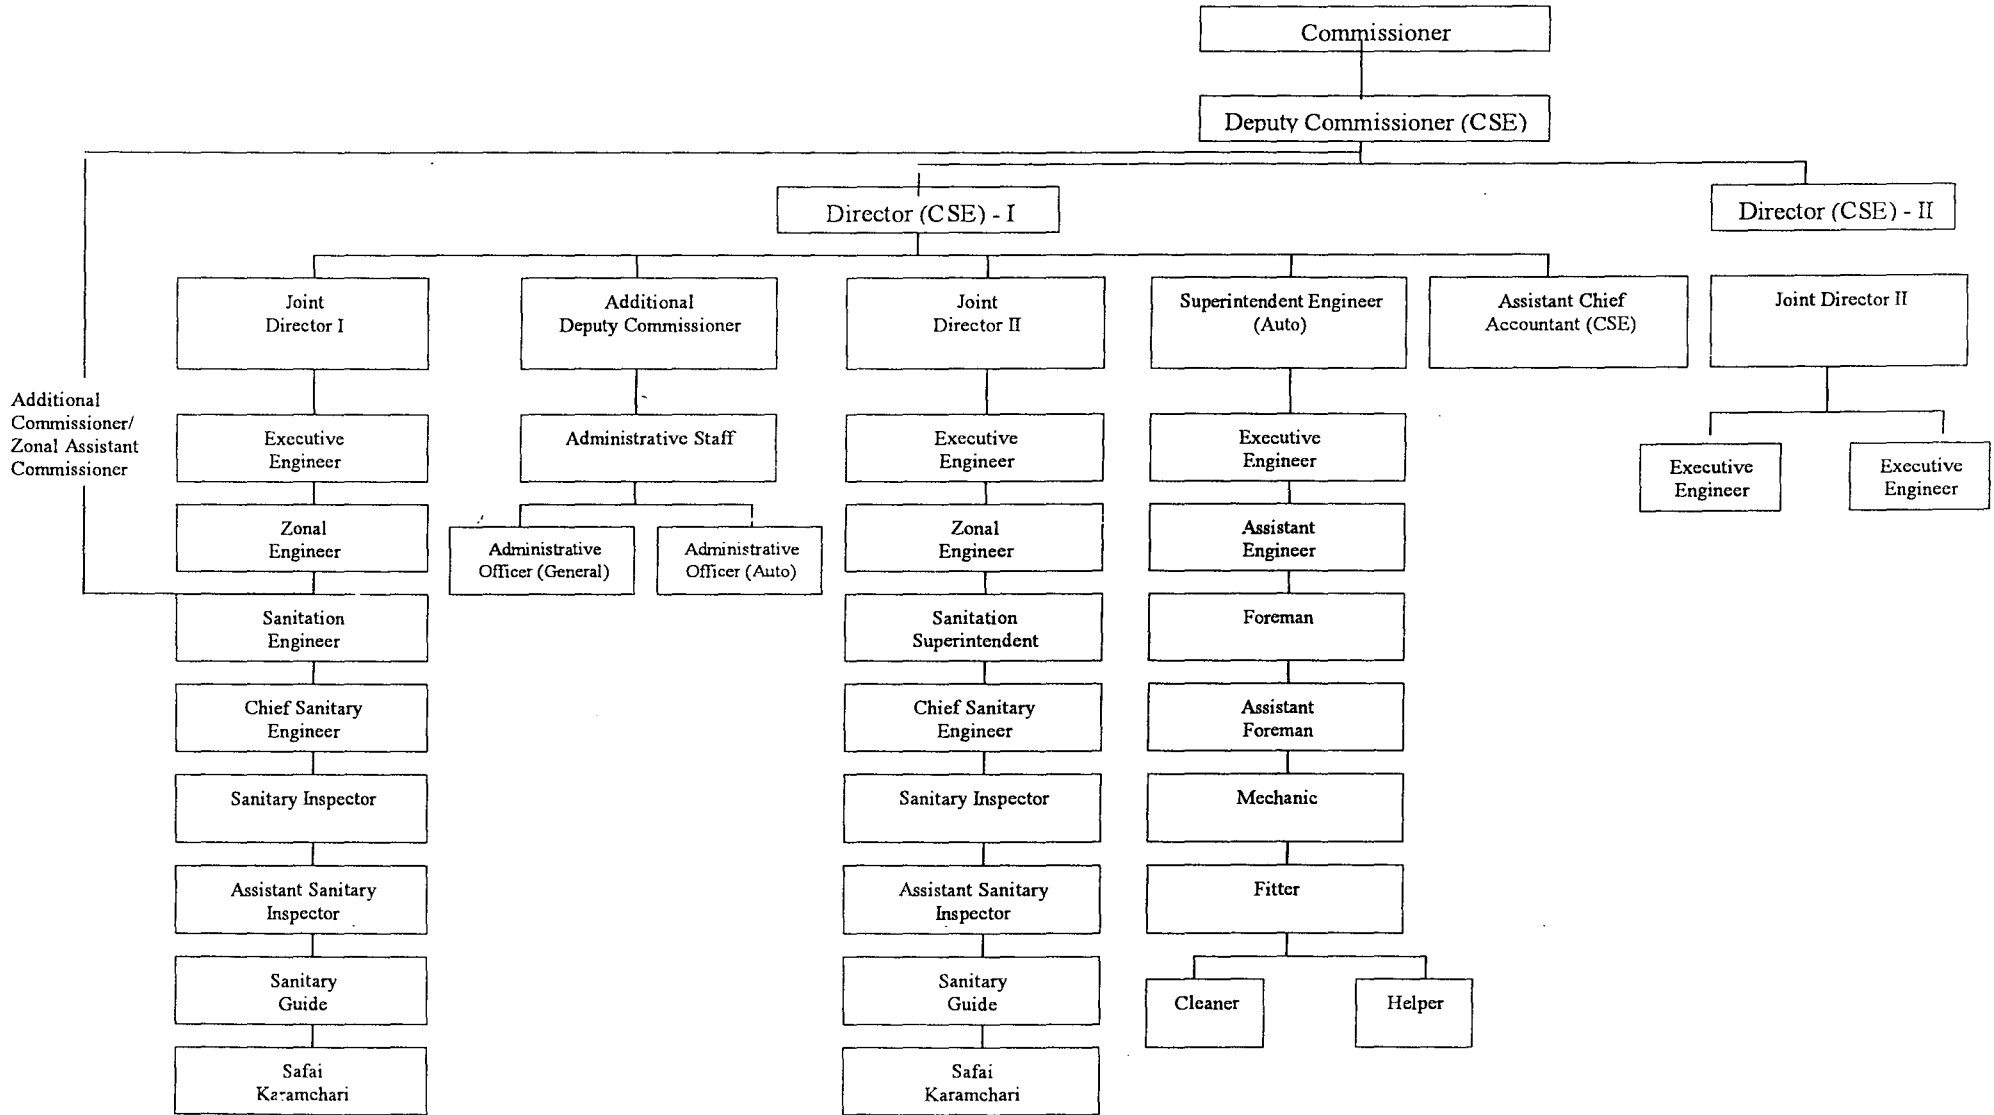 Commissioner
Deputy Commissioner (CSE)
Director (CSE) - I
Director (CSE) - II
Joint
Director I
Additional
Deputy Commissioner
Joint
Director II
Superintendent Engineer
(Auto)
Assistant Chief
Accountant (CSE)
Joint Director II
Additional
Commissioner/
Zonal Assistant
Commissioner
Executive
Engineer
Administrative Staff
Executive
Engineer
Executive
Engineer
Executive
Engineer
Executive
Engineer
Zonal
Engineer
Administrative
Officer (General)
Administrative
Officer (Auto)
Zonal
Engineer
Assistant
Engineer
Sanitation
Engineer
Sanitation
Superintendent
Foreman
Chief Sanitary
Engineer
Chief Sanitary
Engineer
Assistant
Foreman
Sanitary Inspector
Sanitary Inspector
Mechanic
Assistant Sanitary
Inspector
Assistant Sanitary
Inspector
Fitter
Sanitary
Guide
Sanitary
Guide
Cleaner
Helper
Safai
Karamchari
Safai
Karamchari